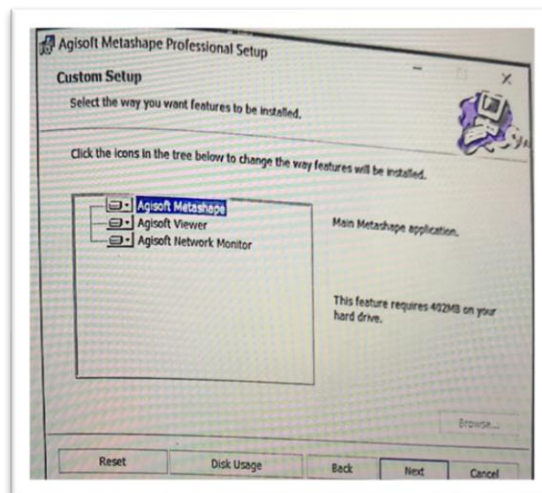 Agisoft Metashape Professional Setup
Custom Setup
Select the way you want features to be installed.
Click the icons in the tree below to change the way features will be installed.
Agisoft Metashape
Agisoft Viewer
Agisoft Network Monitor
Main Metashape application.
This feature requires 402MB on your
hard drive.
Browse...
Reset
Disk Usage
Back
Next
Cancel